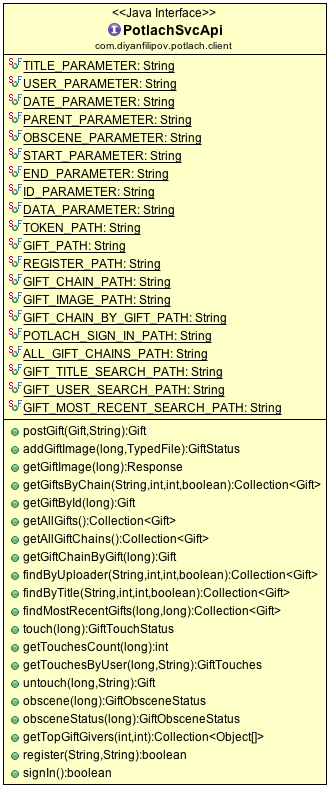 <<Java Interface>>
PotlachSvcApi
com.diyanfilipov.potlach.client
TITLE_PARAMETER: String
USER_PARAMETER: String
DATE_PARAMETER: String
PARENT_PARAMETER: String
OBSCENE_PARAMETER: String
START_PARAMETER: String
END_PARAMETER: String
ID_PARAMETER: String
DATA_PARAMETER: String
TOKEN_PATH: String
GIFT_PATH: String
REGISTER_PATH: String
GIFT_CHAIN_PATH: String
GIFT_IMAGE_PATH: String
GIFT_CHAIN_BY_GIFT_PATH: String
POTLACH_SIGN_IN_PATH: String
ALL_GIFT_CHAINS_PATH: String
GIFT_TITLE_SEARCH_PATH: String
GIFT_USER_SEARCH_PATH: String
GIFT_MOST_RECENT_SEARCH_PATH: String
postGift(Gift,String):Gift
addGiftImage(long,TypedFile):GiftStatus
getGiftImage(long):Response
getGiftsByChain(String,int,int,boolean):Collection<Gift>
getGiftById(long):Gift
getAllGifts():Collection<Gift>
getAllGiftChains():Collection<Gift>
getGiftChainByGift(long):Gift
findByUploader(String,int,int,boolean):Collection<Gift>
findByTitle(String,int,int,boolean):Collection<Gift>
findMostRecentGifts(long,long):Collection<Gift>
touch(long):GiftTouchStatus
getTouchesCount(long):int
getTouchesByUser(long,String):GiftTouches
untouch(long,String):Gift
obscene(long):GiftObsceneStatus
obsceneStatus(long):GiftObsceneStatus
getTopGiftGivers(int,int):Collection<Object[]>
register(String,String):boolean
signIn():boolean